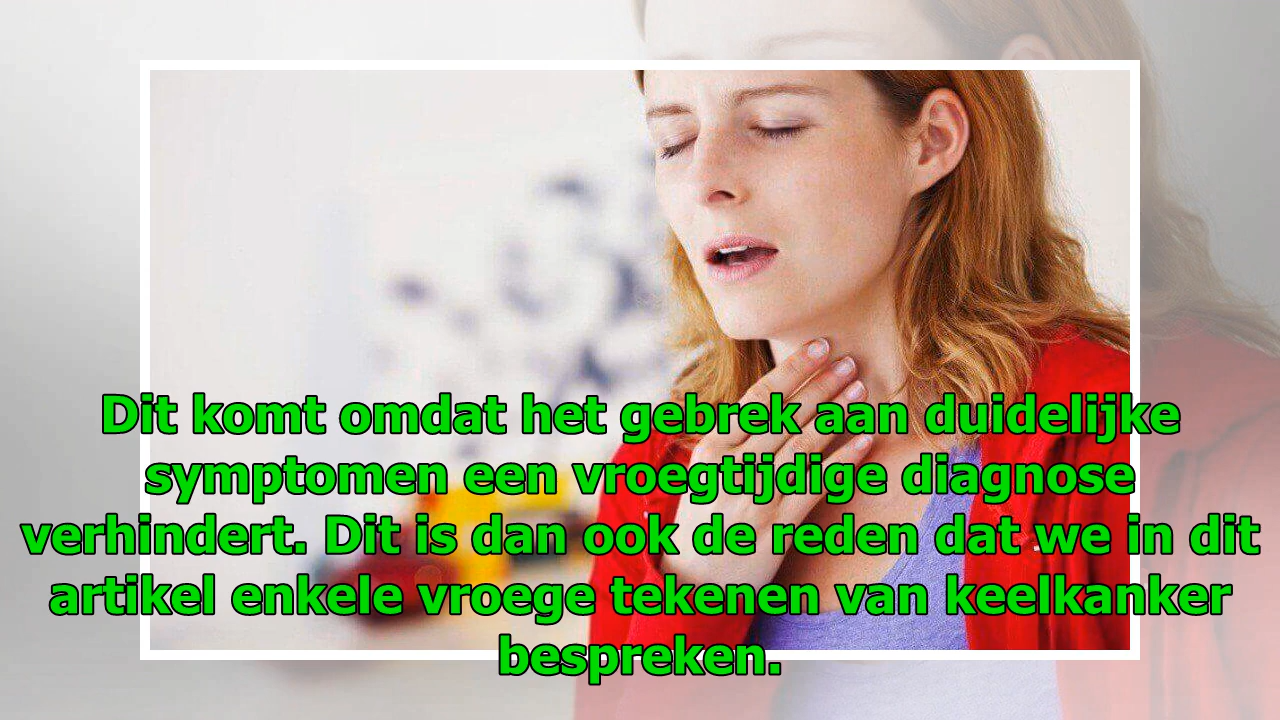 Dit komt omdat het gebrek aan duidelijke
symptomen een vroegtijdige diagnose
verhindert. Dit is dan ook de reden dat we in dit
artikel enkele vroege tekenen van keelkanker
bespreken.